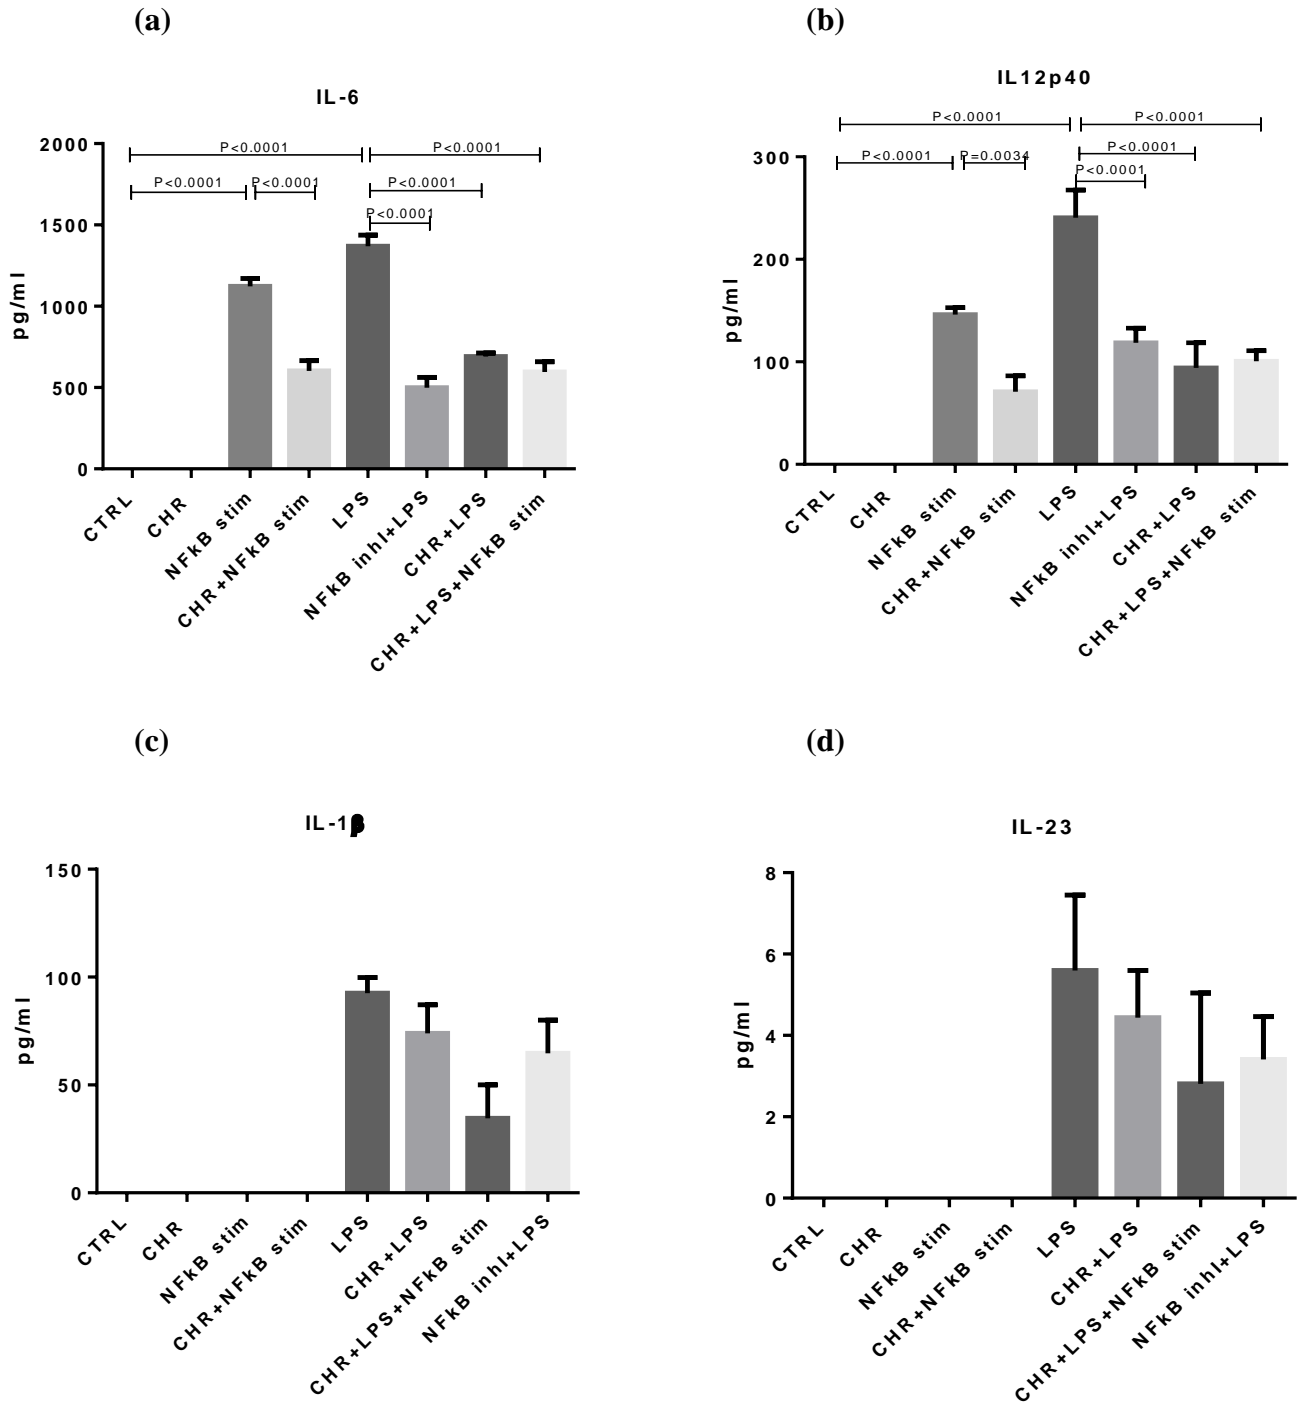 (a)
IL-6
P<0.0001
P<0.0001
P<0.0001
P<0.0001
P<0.0001
P<0.0001
2000
1500
1000
500
0
pg/ml
CTRL
CHR
NFkB stim
CHR+NFkB stim
LPS
NFkB inhI+LPS
CHR+LPS
CHR+LPS+NFkB stim
(b)
IL12p40
P<0.0001
P<0.0001
P<0.0001
P<0.0001
P=0.0034
P<0.0001
300
200
100
0
pg/ml
CTRL
CHR
NFkB stim
CHR+NFkB stim
LPS
NFkB inhI+LPS
CHR+LPS
CHR+LPS+NFkB stim
(c)
IL-1β
150
100
50
0
pg/ml
CTRL
CHR
NFkB stim
CHR+NFkB stim
LPS
CHR+LPS
CHR+LPS+NFkB stim
NFkB inhI+LPS
(d)
IL-23
8
6
4
2
0
pg/ml
CTRL
CHR
NFkB stim
CHR+NFkB stim
LPS
CHR+LPS
CHR+LPS+NFkB stim
NFkB inhI+LPS